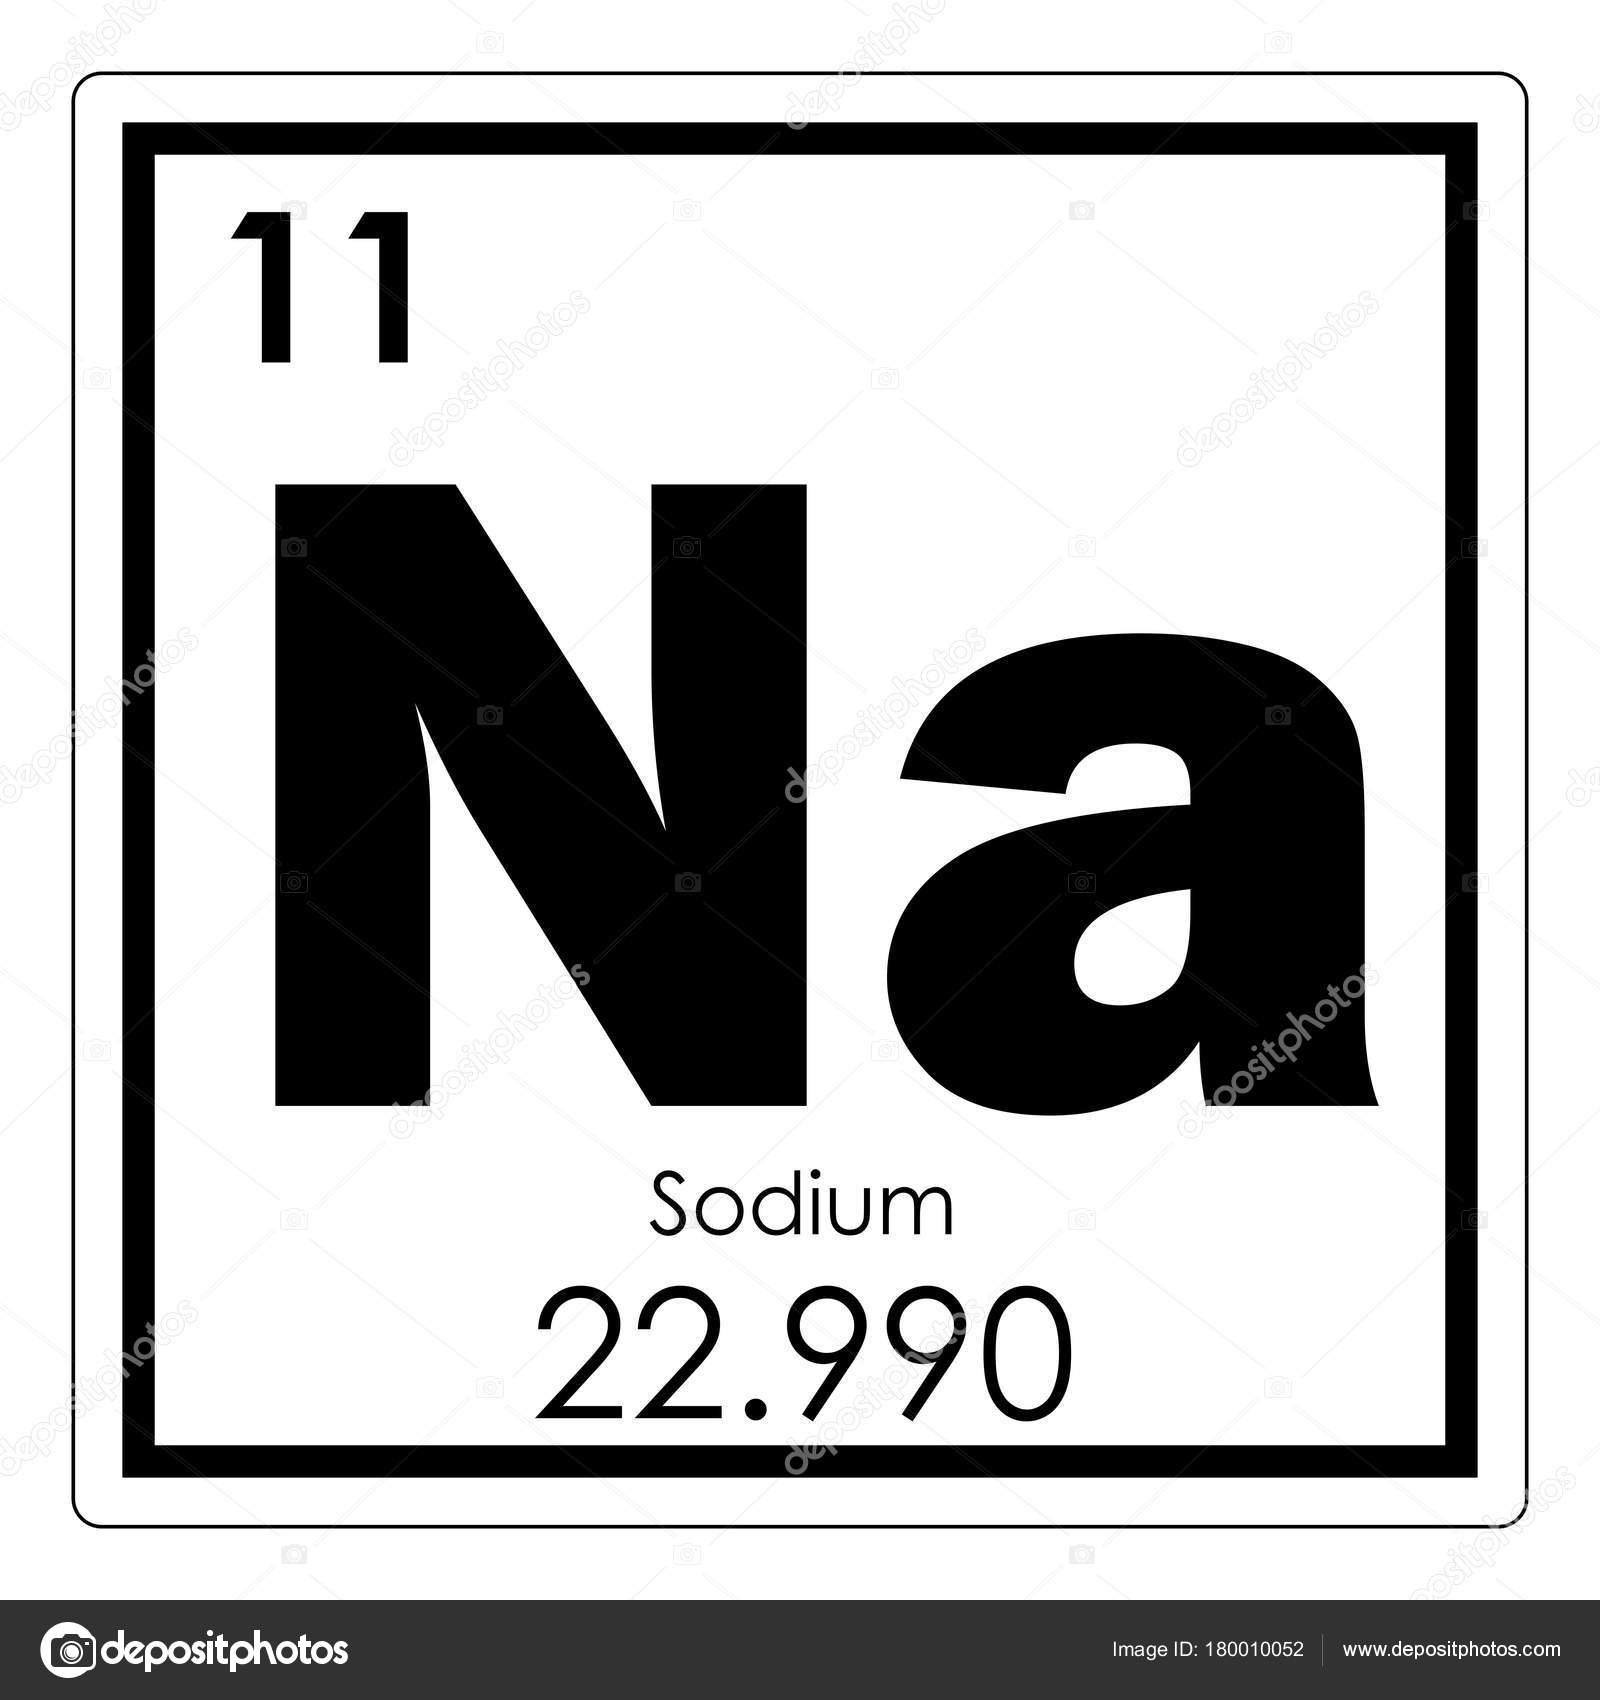 11
Na
Sodium
22.990
depositphotos
Image ID: 180010052 www.depositphotos.com